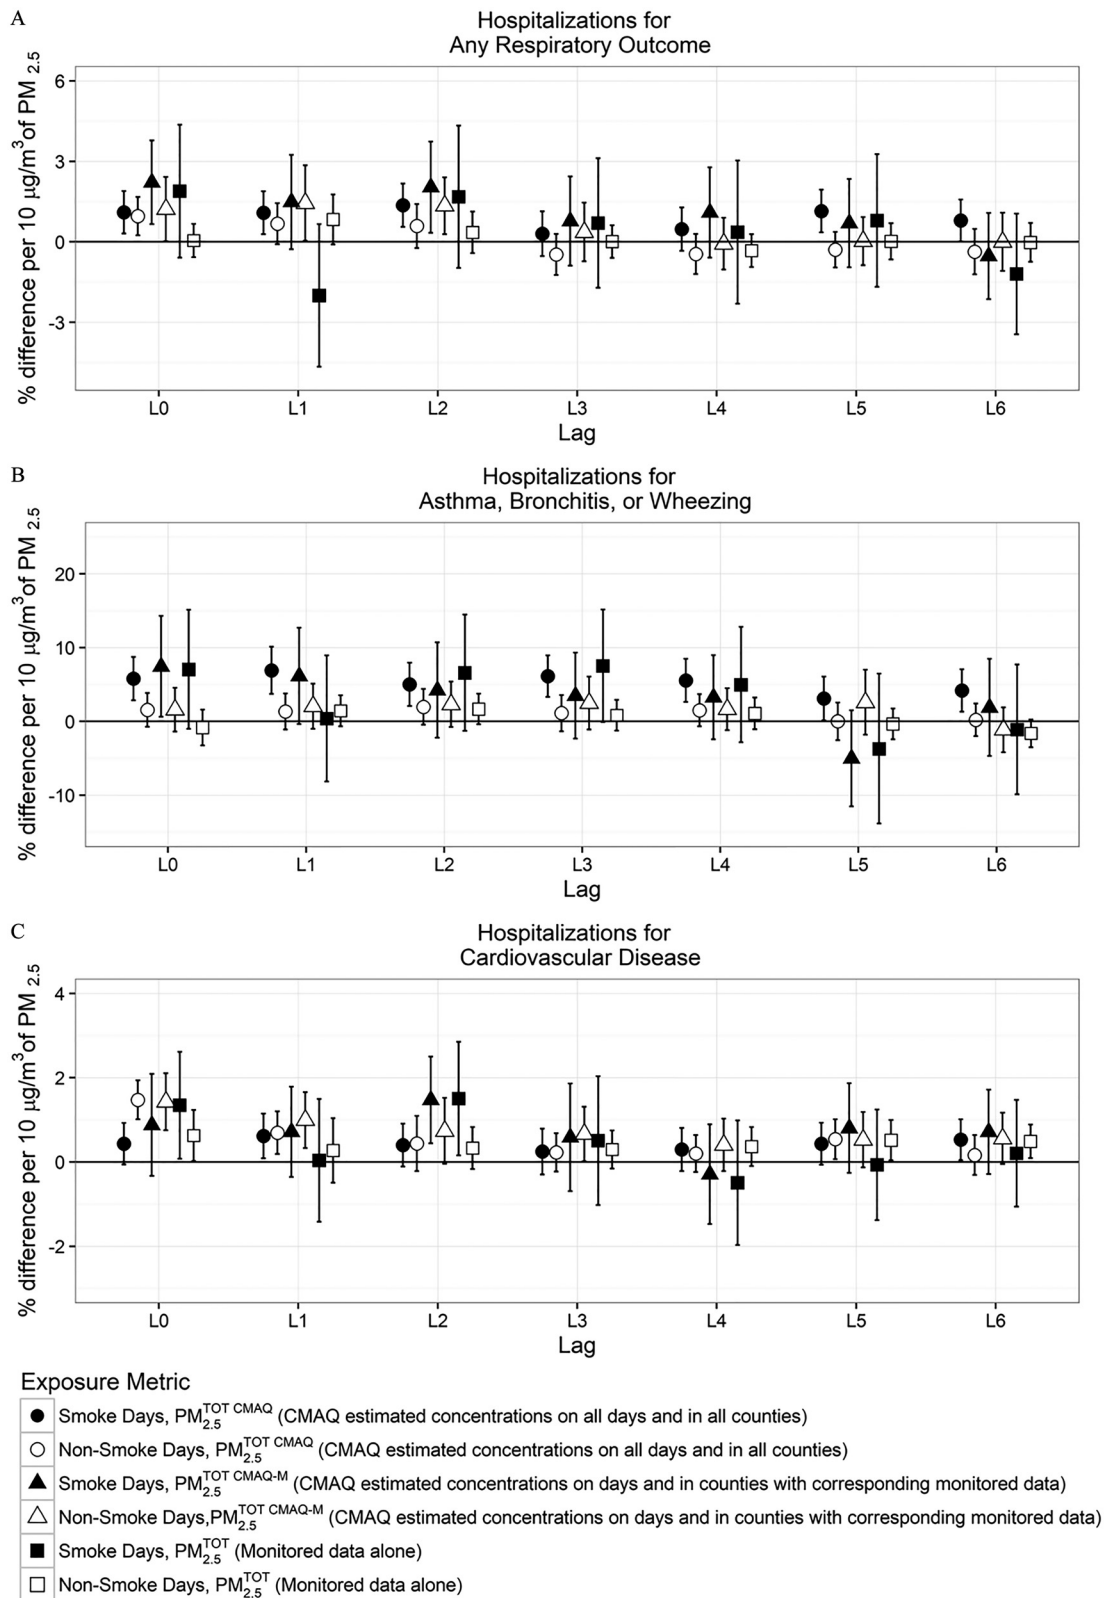 A
Hospitalizations for
Any Respiratory Outcome
% difference per 10 μg/m3of PM 2.5
6
3
0
-3
L0 L1 L2 L3 L4 L5 L6
Lag
B
Hospitalizations for
Asthma, Bronchitis, or Wheezing
% difference per 10 μg/m3of PM 2.5
20
10
0
-10
L0 L1 L2 L3 L4 L5 L6
Lag
C
Hospitalizations for
Cardiovascular Disease
% difference per 10 μg/m3of PM 2.5
4
2
0
-2
L0 L1 L2 L3 L4 L5 L6
Lag
Exposure Metric
Smoke Days, PM2.5TOT CMAQ (CMAQ estimated concentrations on all days and in all counties)
Non-Smoke Days, PM2.5TOT CMAQ (CMAQ estimated concentrations on all days and in all counties)
Smoke Days, PM2.5TOT CMAQ-M (CMAQ estimated concentrations on days and in counties with corresponding monitored data)
Non-Smoke Days,PM2.5TOT CMAQ-M (CMAQ estimated concentrations on days and in counties with corresponding monitored data)
Smoke Days, PM2.5TOT (Monitored data alone)
Non-Smoke Days, PM2.5TOT (Monitored data alone)